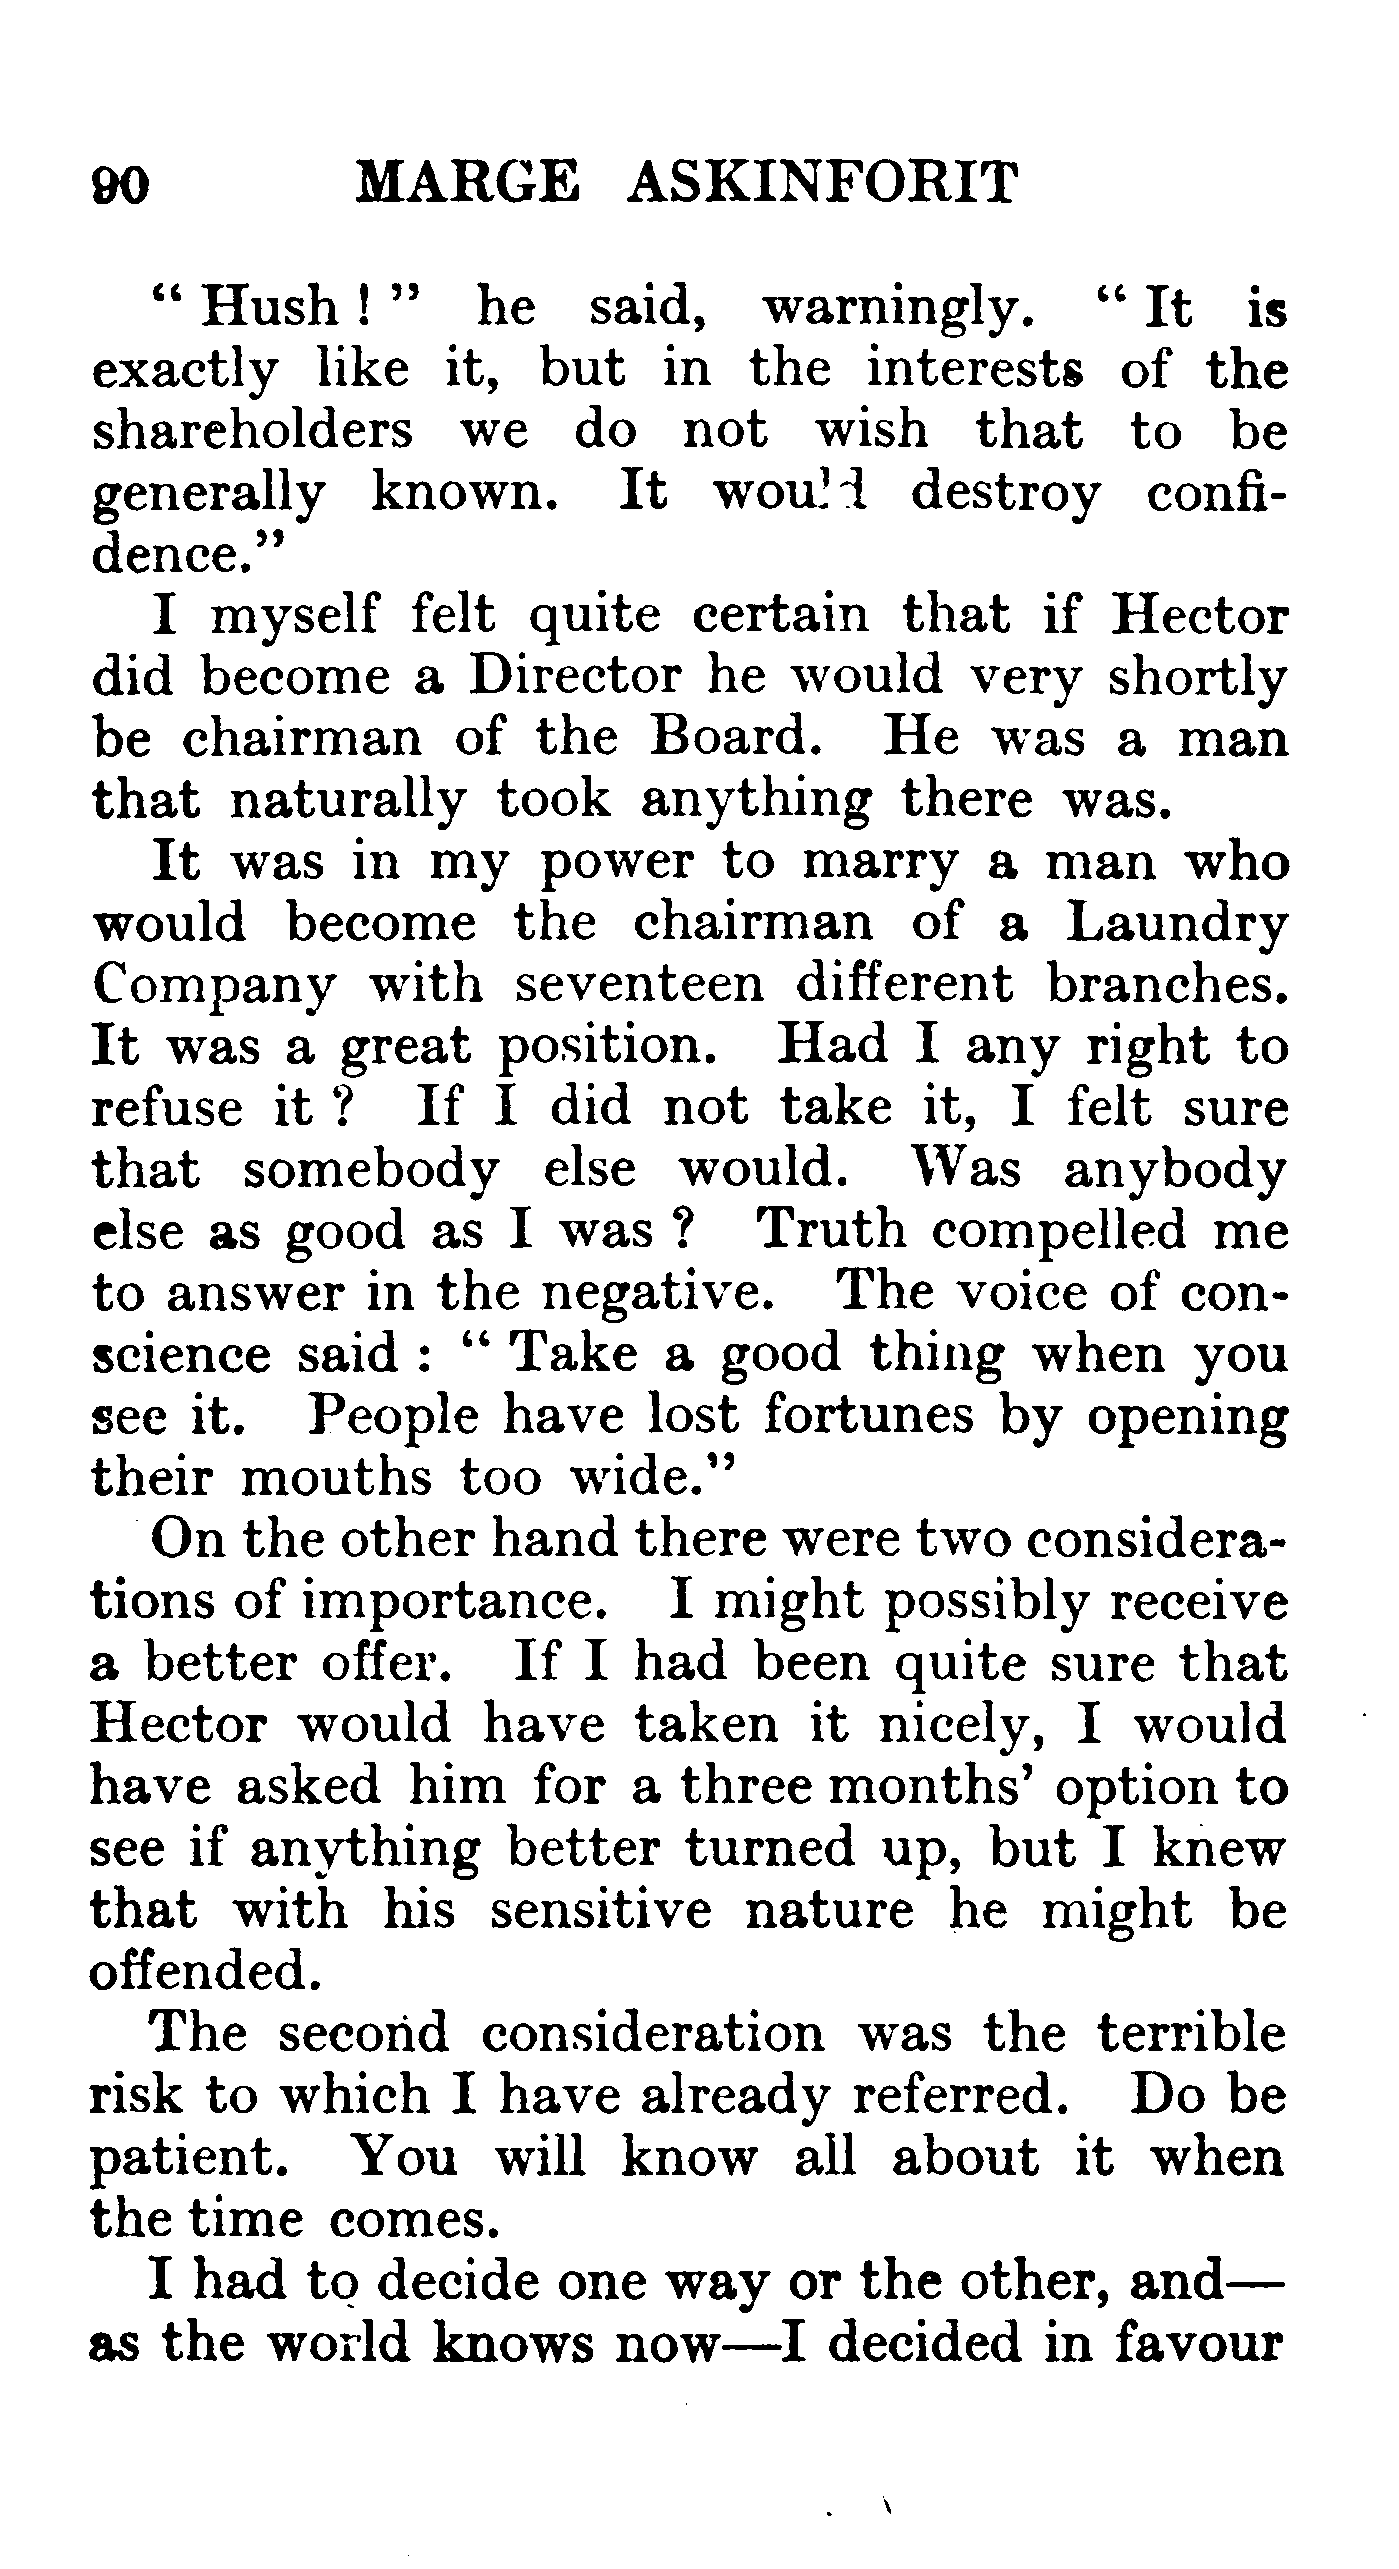 90 MARGE ASKINFORIT
“ Hush ! ” he said, warningly. “ It is
exactly like it, but in the interests of the
shareholders we do not wish that to be
generally known. It would destroy confi-
dence.”
I myself felt quite certain that if Hector
did become a Director he would very shortly
be chairman of the Board. He was a man
that naturally took anything there was.
It was in my power to marry a man who
would become the chairman of a Laundry
Company with seventeen different branches.
It was a great position. Had I any right to
refuse it ? If I did not take it, I felt sure
that somebody else would. Was anybody
else as good as I was ? Truth compelled me
to answer in the negative. The voice of con-
science said : “ Take a good thing when you
see it. People have lost fortunes by opening
their mouths too wide.”
On the other hand there were two considera-
tions of importance. I might possibly receive
a better offer. If I had been quite sure that
Hector would have taken it nicely, I would
have asked him for a three months’ option to
see if anything better turned up, but I knew
that with his sensitive nature he might be
offended.
The second consideration was the terrible
risk to which I have already referred. Do be
patient. You will know all about it when
the time comes.
I had to decide one way or the other, and—
as the world knows now—I decided in favour